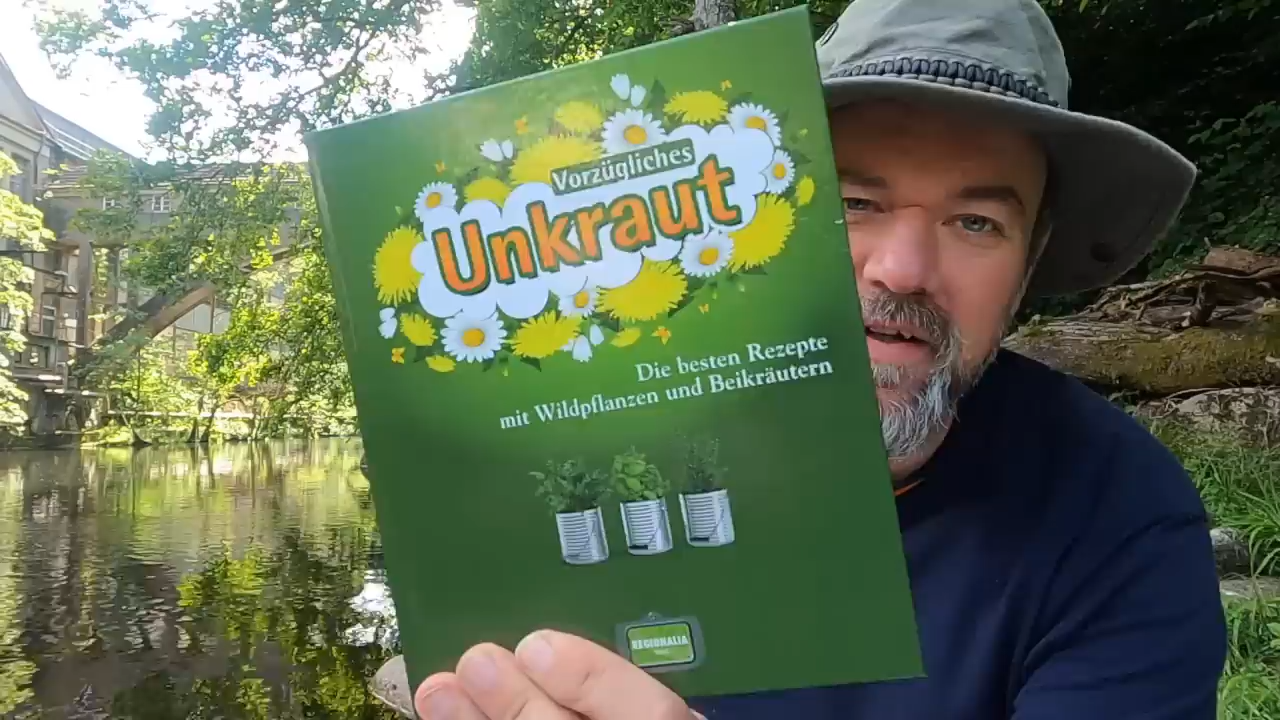 Vorzügliches
Unkraut
Die besten Rezepte
mit Wildpflanzen und Beikräutern
REGIONALIA